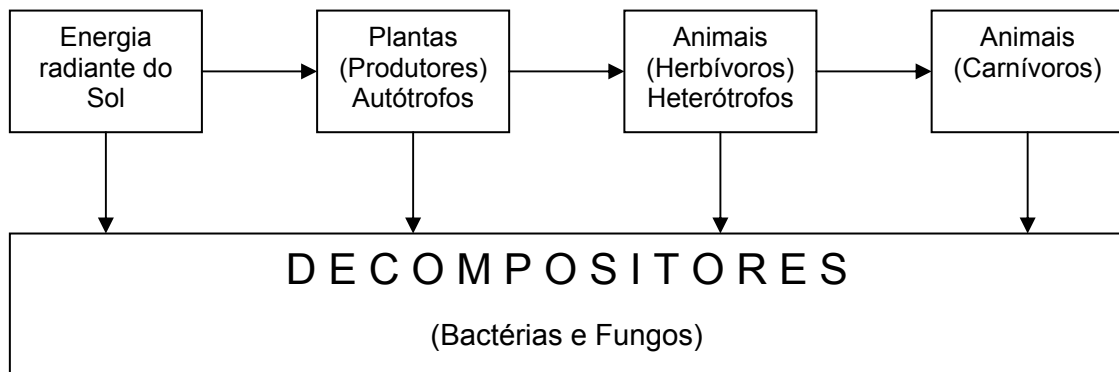 Energia
radiante do
Sol
Plantas
(Produtores)
Autótrofos
Animais
(Herbívoros)
Heterótrofos
Animais
(Carnívoros)
D E C O M P O S I T O R E S
(Bactérias e Fungos)